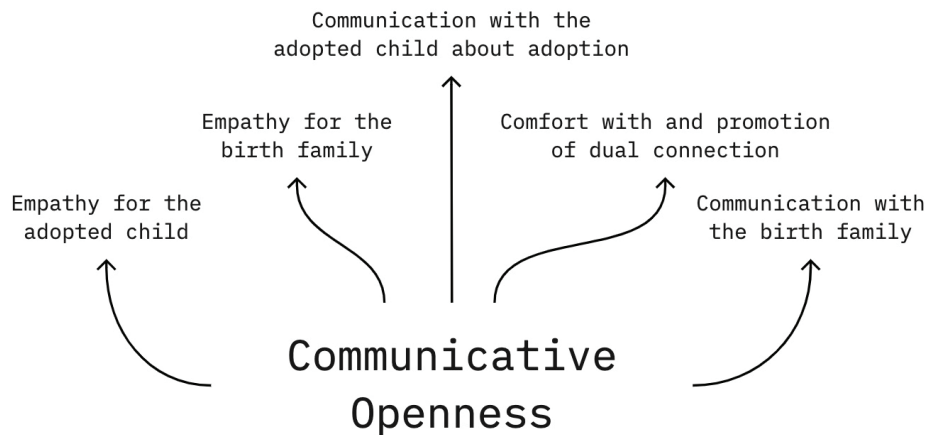 Communication with the
adopted child about adoption
Empathy for the
birth family
Comfort with and promotion
of dual connection
Empathy for the
adopted child
Communication with
the birth family
Communicative
Openness